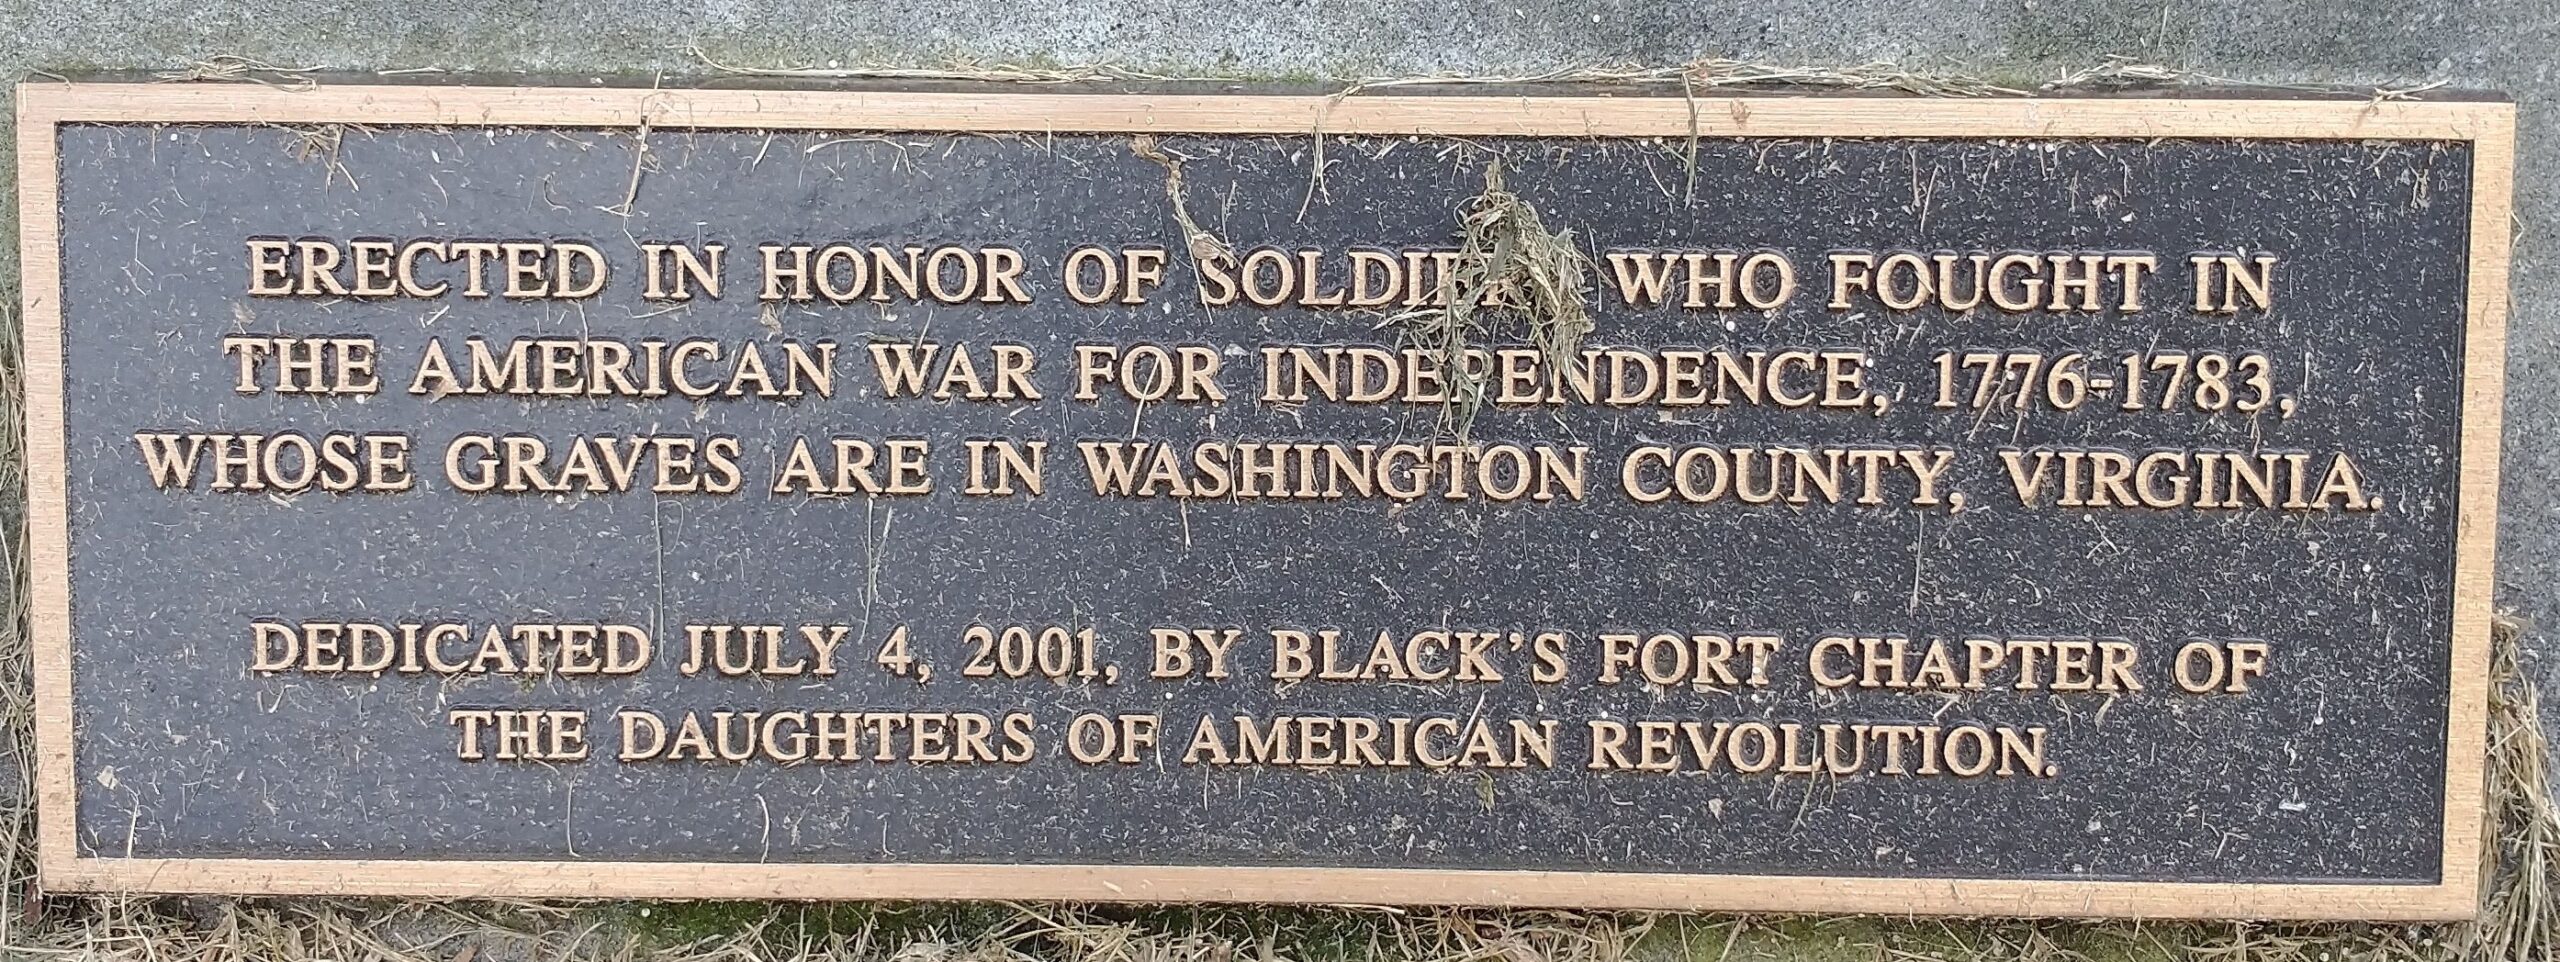 ERECTED IN HONOR OF SOLDIERS WHO FOUGHT IN
THE AMERICAN WAR FOR INDEPENDENCE, 1776-1783,
WHOSE GRAVES ARE IN WASHINGTON COUNTY, VIRGINIA.
DEDICATED JULY 4, 2001, BY BLACK'S FORT CHAPTER OF
THE DAUGHTERS OF AMERICAN REVOLUTION.